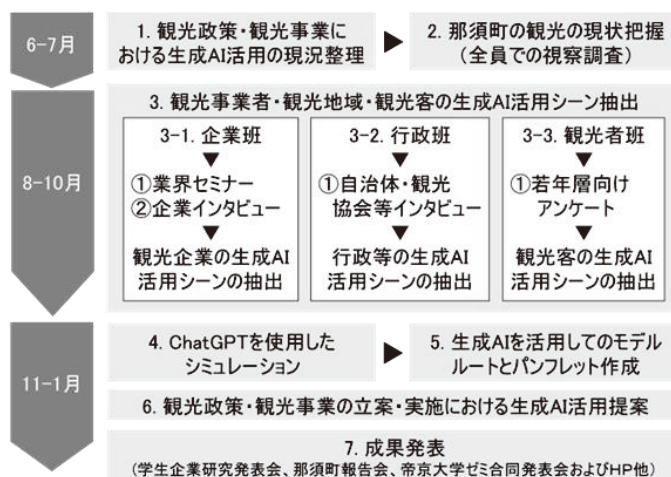 6-7月
1. 観光政策・観光事業に
おける生成AI活用の現況整理
▶
2. 那須町の観光の現状把握
(全員での視察調査)
8-10月
3. 観光事業者・観光地域・観光客の生成AI活用シーン抽出
3-1. 企業班
▼
①業界セミナー
②企業インタビュー
▼
観光企業の生成AI
活用シーンの抽出
3-2. 行政班
▼
①自治体・観光
協会等インタビュー
▼
行政等の生成AI
活用シーンの抽出
3-3. 観光者班
▼
①若年層向け
アンケート
▼
観光客の生成AI
活用シーンの抽出
11-1月
4. ChatGPTを使用した
シミュレーション
▶
5. 生成AIを活用してのモデル
ルートとパンフレット作成
6. 観光政策・観光事業の立案・実施における生成AI活用提案
7. 成果発表
(学生企業研究発表会、那須町報告会、帝京大学ゼミ合同発表会およびHP他)